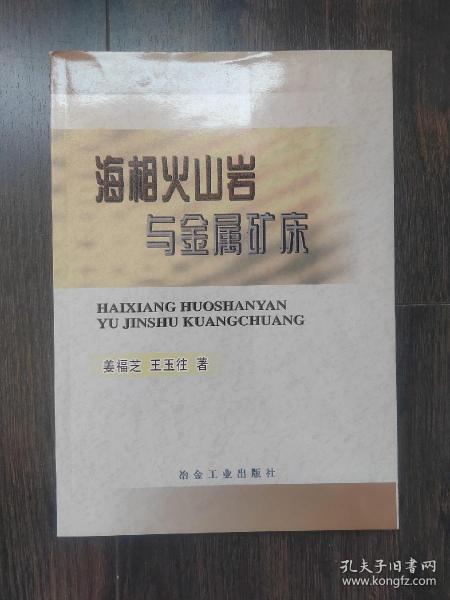 海相火山岩
与金属矿床
HAIXIANG HUOSHANYAN
YU JINSHU KUANGCHUANG
姜福芝 王玉往 著
冶金工业出版社
孔夫子旧书网
www.kongfz.com